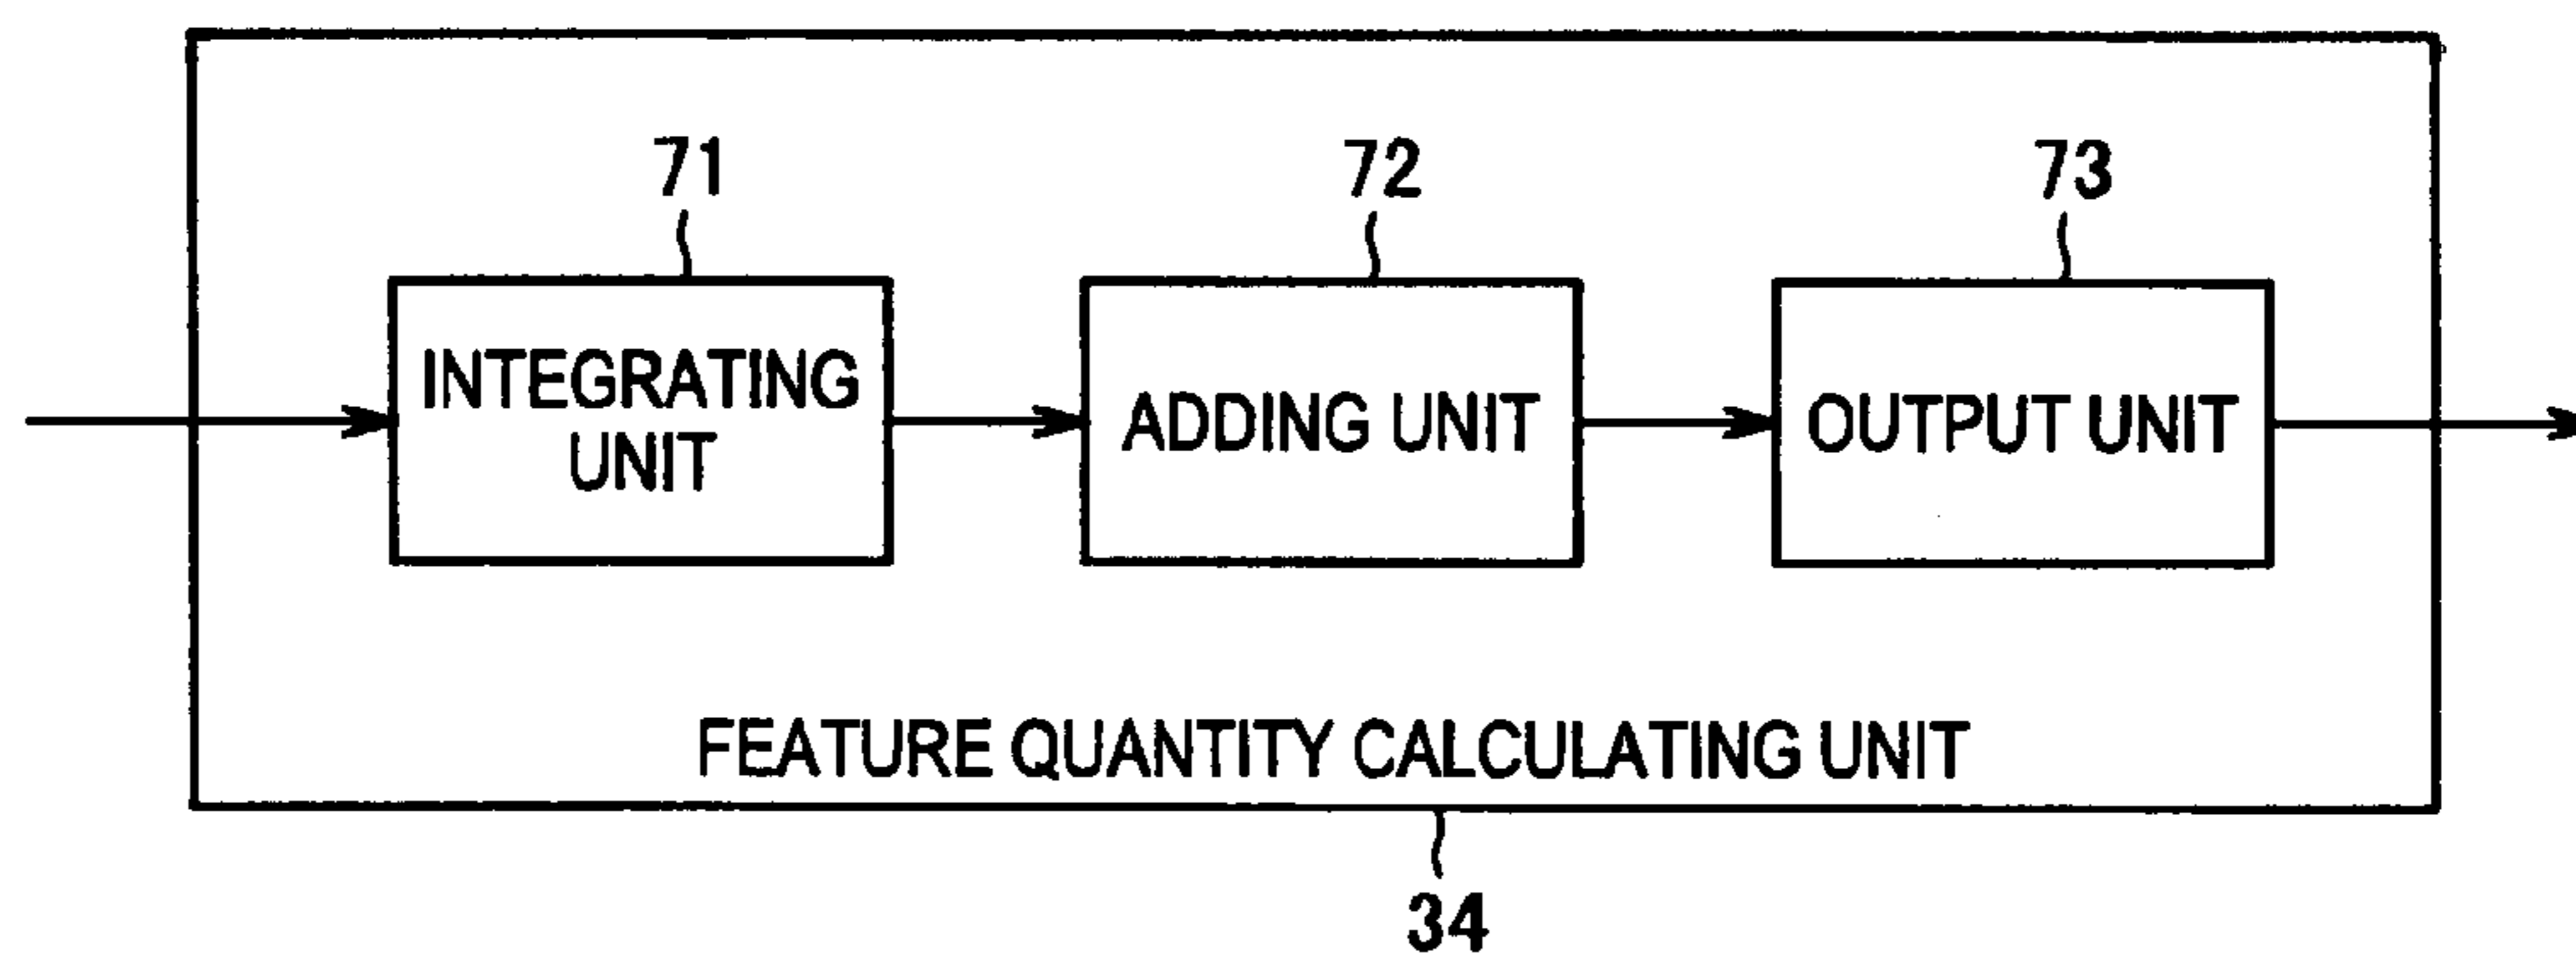 71
72
73
INTEGRATING
UNIT
ADDING UNIT
OUTPUT UNIT
FEATURE QUANTITY CALCULATING UNIT
34